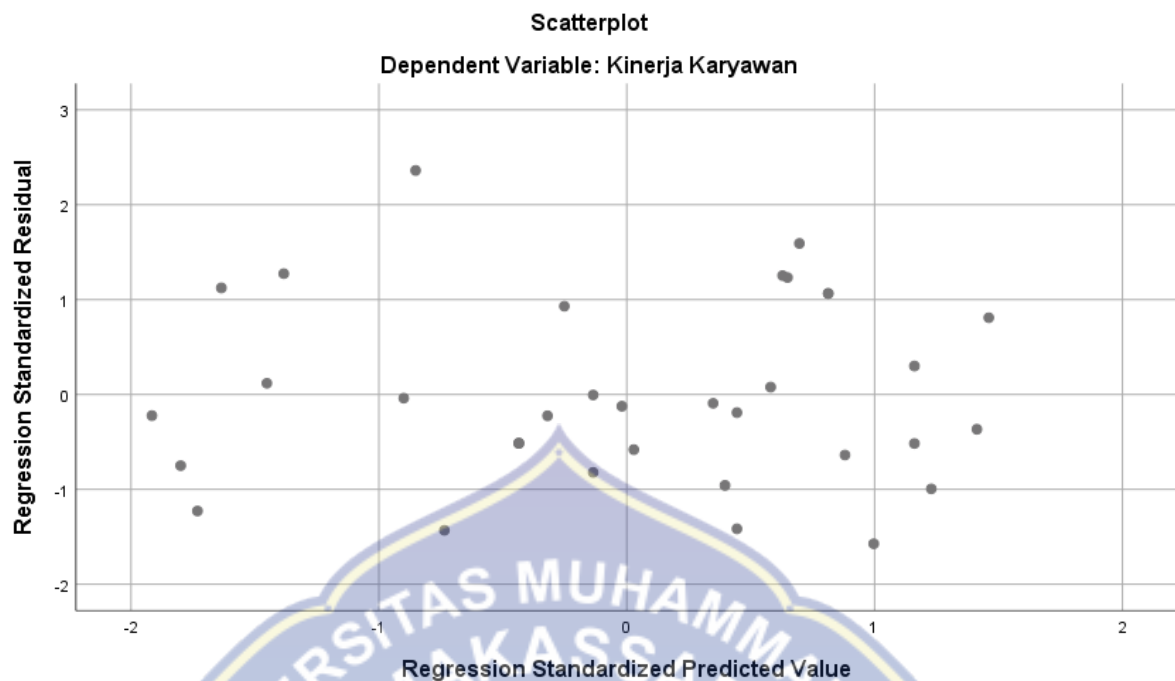 Scatterplot
Dependent Variable: Kinerja Karyawan
Regression Standardized Residual
3
2
1
0
-1
-2
-2
-1
0
1
2
Regression Standardized Predicted Value